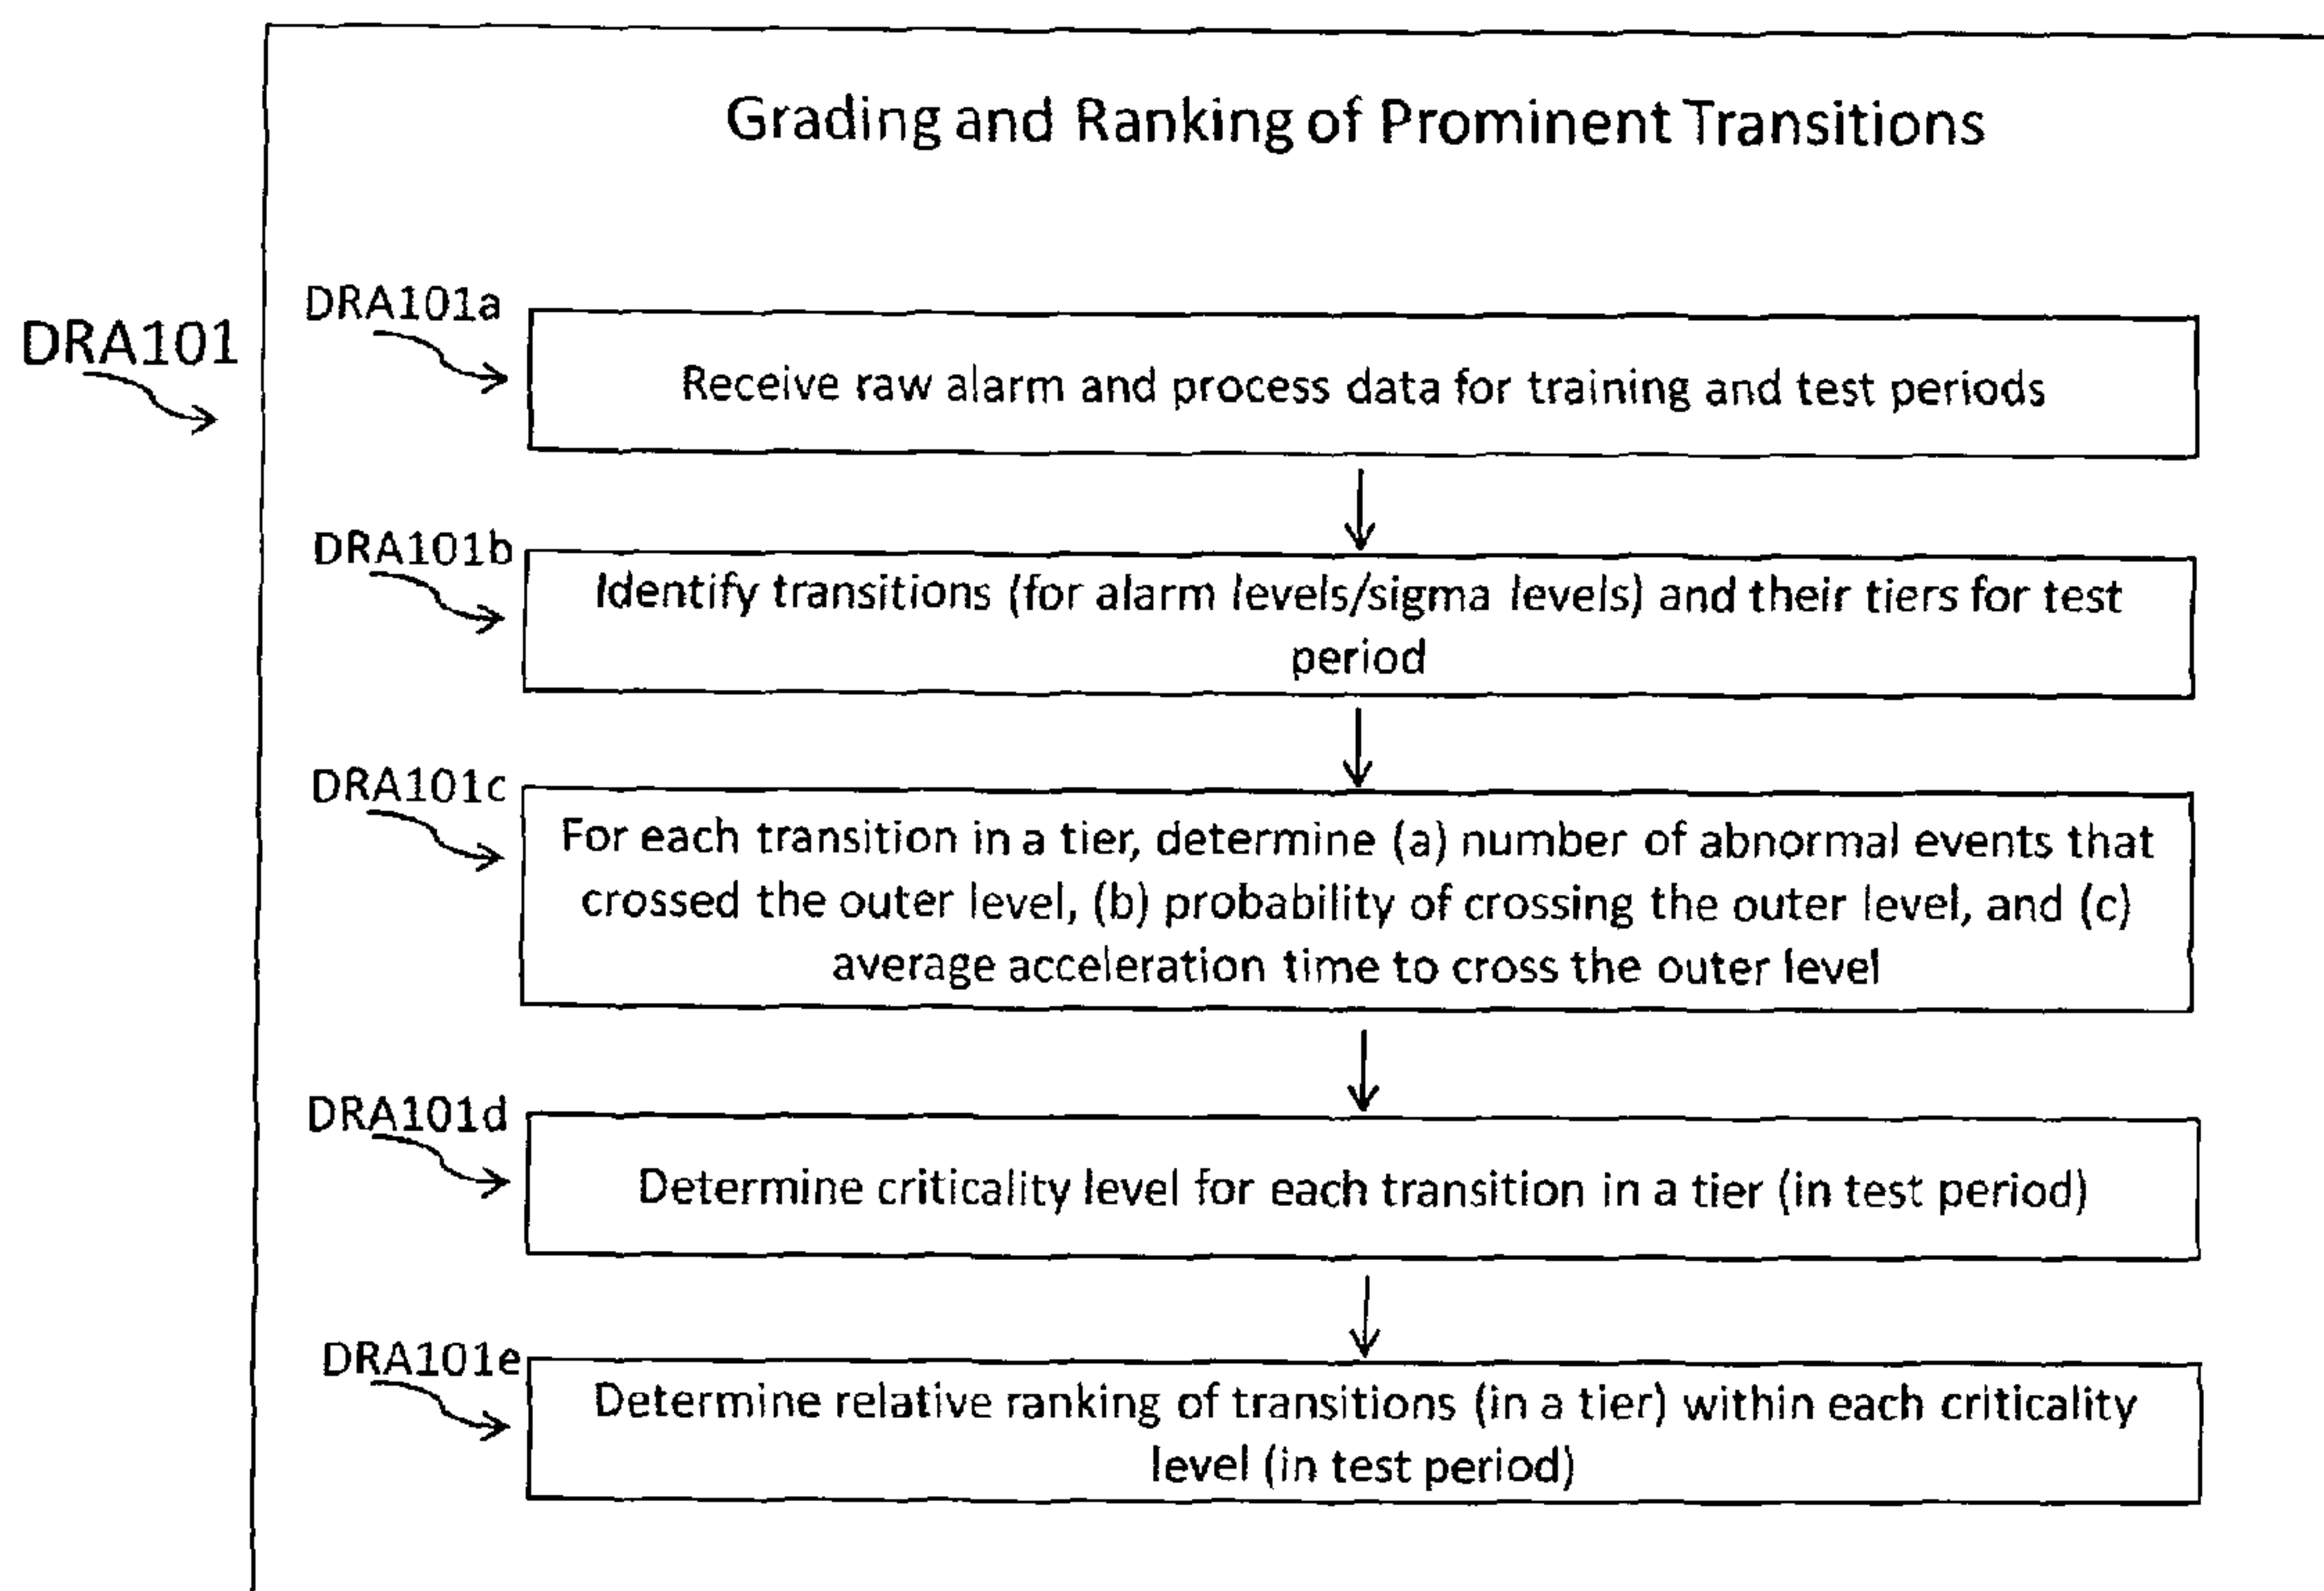 Grading and Ranking of Prominent Transitions
DRA101
DRA101a
Receive raw alarm and process data for training and test periods
DRA101b
Identify transitions (for alarm levels/sigma levels) and their tiers for test
period
DRA101c
For each transition in a tier, determine (a) number of abnormal events that
crossed the outer level, (b) probability of crossing the outer level, and (c)
average acceleration time to cross the outer level
DRA101d
Determine criticality level for each transition in a tier (in test period)
DRA101e
Determine relative ranking of transitions (in a tier) within each criticality
level (in test period)